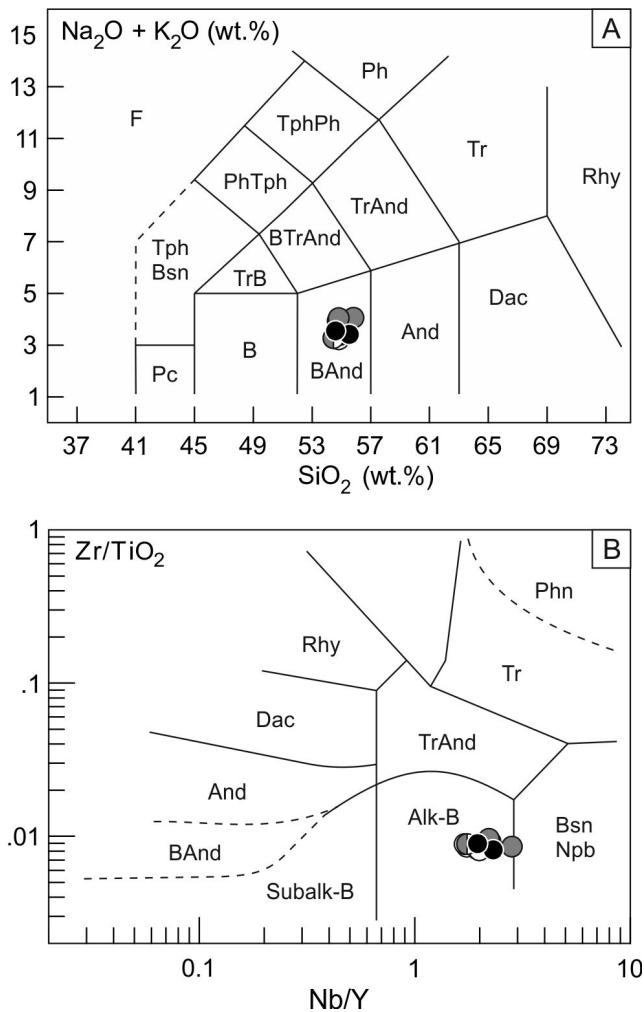 Na₂O + K₂O (wt.%)
A
15
13
11
9
7
5
3
1
Ph
F
TphPh
Tr
PhTph
Rhy
TrAnd
BTrAnd
Tph
Bsn
TrB
Dac
B
And
BAnd
Pc
37 41 45 49 53 57 61 65 69 73
SiO₂ (wt.%)
1
Zr/TiO₂
B
Phn
Rhy
Tr
.1
Dac
TrAnd
And
Alk-B
.01
BAnd
Bsn
Npb
Subalk-B
0.1 1 10
Nb/Y